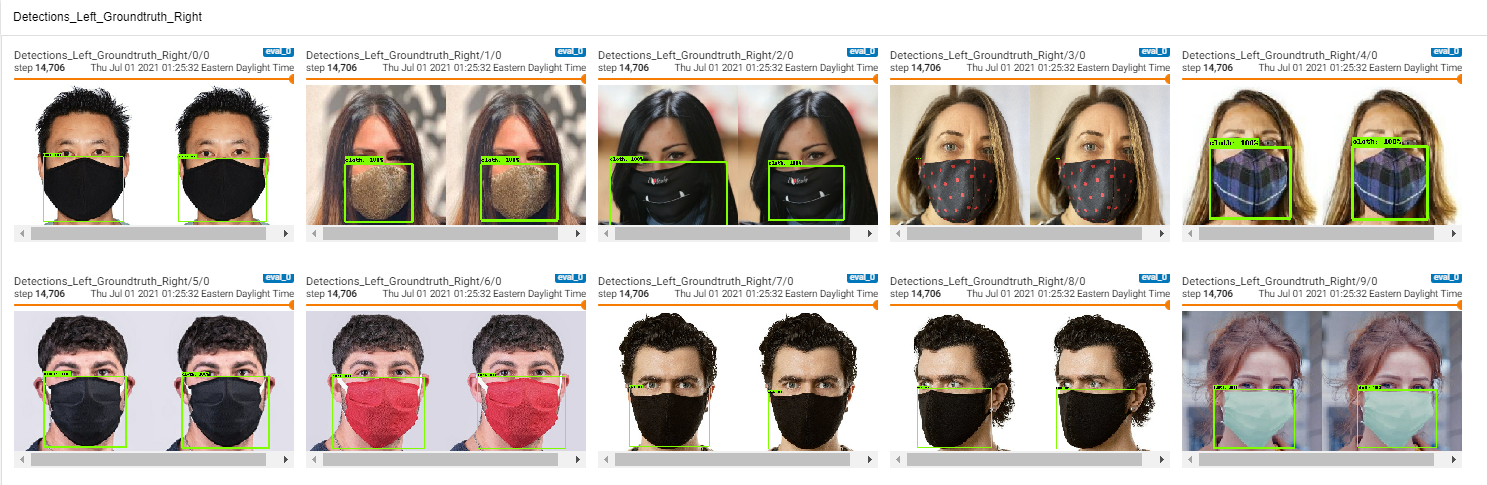 Detections_Left_Groundtruth_Right
Detections_Left_Groundtruth_Right/0/0
eval_0
step 14,706 Thu Jul 01 2021 01:25:32 Eastern Daylight Time
Detections_Left_Groundtruth_Right/1/0
eval_0
step 14,706 Thu Jul 01 2021 01:25:32 Eastern Daylight Time
cloth: 100%
cloth: 100%
Detections_Left_Groundtruth_Right/2/0
eval_0
step 14,706 Thu Jul 01 2021 01:25:32 Eastern Daylight Time
cloth: 100%
cloth: 100%
Detections_Left_Groundtruth_Right/3/0
eval_0
step 14,706 Thu Jul 01 2021 01:25:32 Eastern Daylight Time
Detections_Left_Groundtruth_Right/4/0
eval_0
step 14,706 Thu Jul 01 2021 01:25:32 Eastern Daylight Time
cloth: 100%
cloth: 100%
Detections_Left_Groundtruth_Right/5/0
eval_0
step 14,706 Thu Jul 01 2021 01:25:32 Eastern Daylight Time
Detections_Left_Groundtruth_Right/6/0
eval_0
step 14,706 Thu Jul 01 2021 01:25:32 Eastern Daylight Time
Detections_Left_Groundtruth_Right/7/0
eval_0
step 14,706 Thu Jul 01 2021 01:25:32 Eastern Daylight Time
Detections_Left_Groundtruth_Right/8/0
eval_0
step 14,706 Thu Jul 01 2021 01:25:32 Eastern Daylight Time
Detections_Left_Groundtruth_Right/9/0
eval_0
step 14,706 Thu Jul 01 2021 01:25:32 Eastern Daylight Time